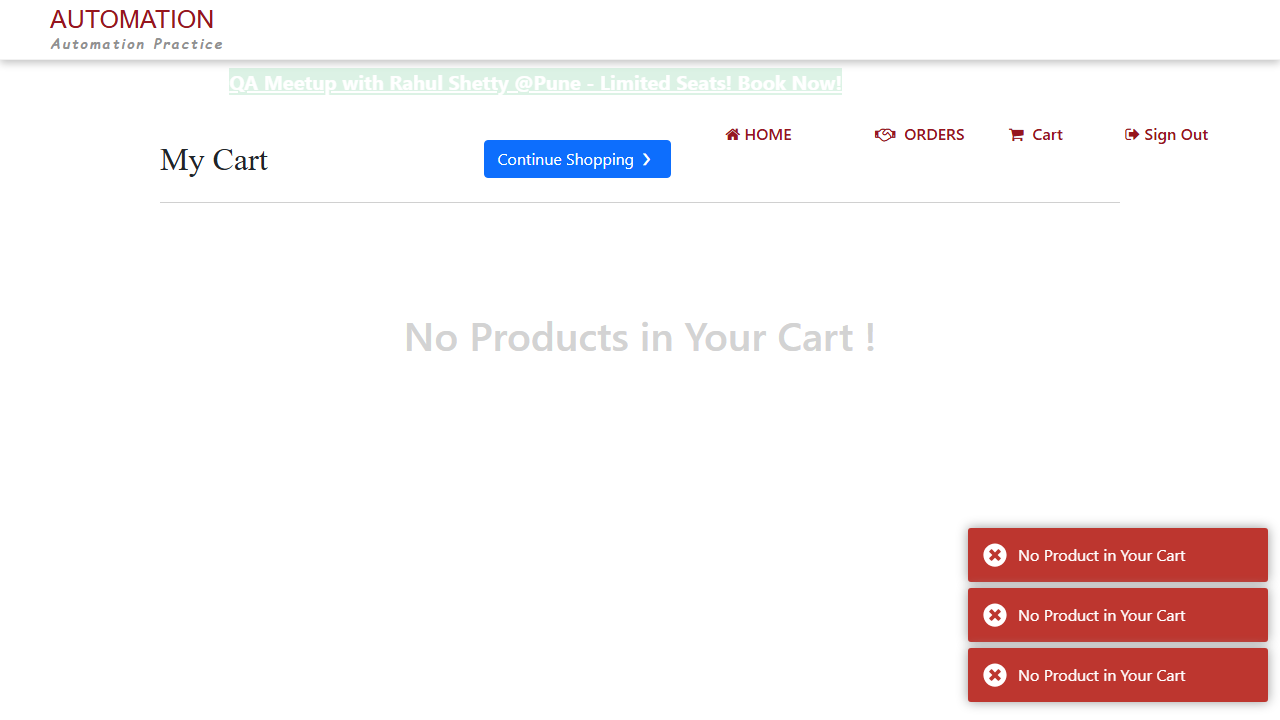 AUTOMATION
Automation Practice
QA Meetup with Rahul Shetty @Pune - Limited Seats! Book Now!
HOME
ORDERS
Cart
Sign Out
My Cart
Continue Shopping ❯
No Products in Your Cart !
No Product in Your Cart
No Product in Your Cart
No Product in Your Cart